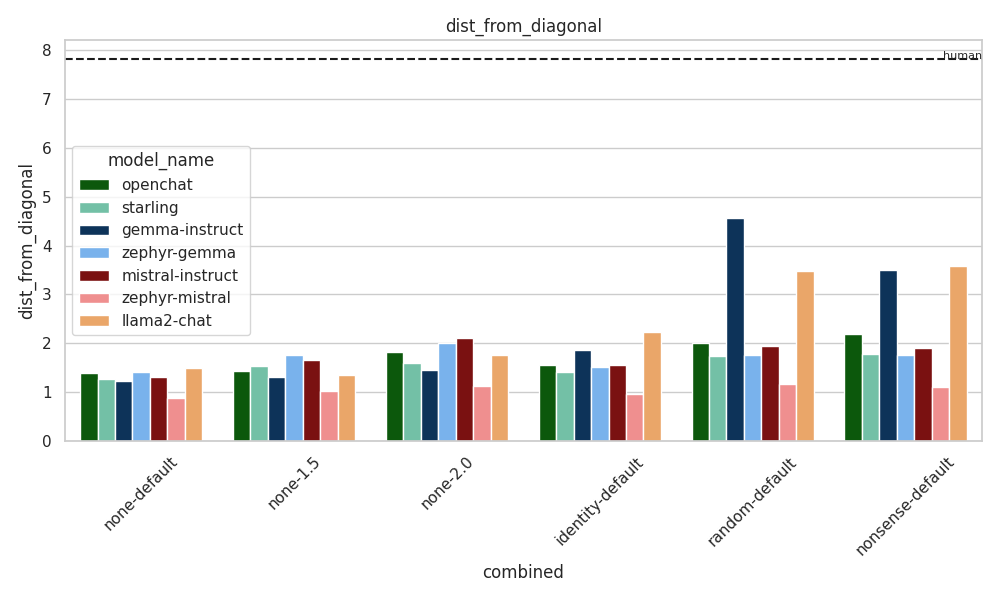 dist_from_diagonal
8
human
7
6
5
4
3
2
1
0
dist_from_diagonal
model_name
openchat
starling
gemma-instruct
zephyr-gemma
mistral-instruct
zephyr-mistral
llama2-chat
none-default
none-1.5
none-2.0
identity-default
random-default
nonsense-default
combined